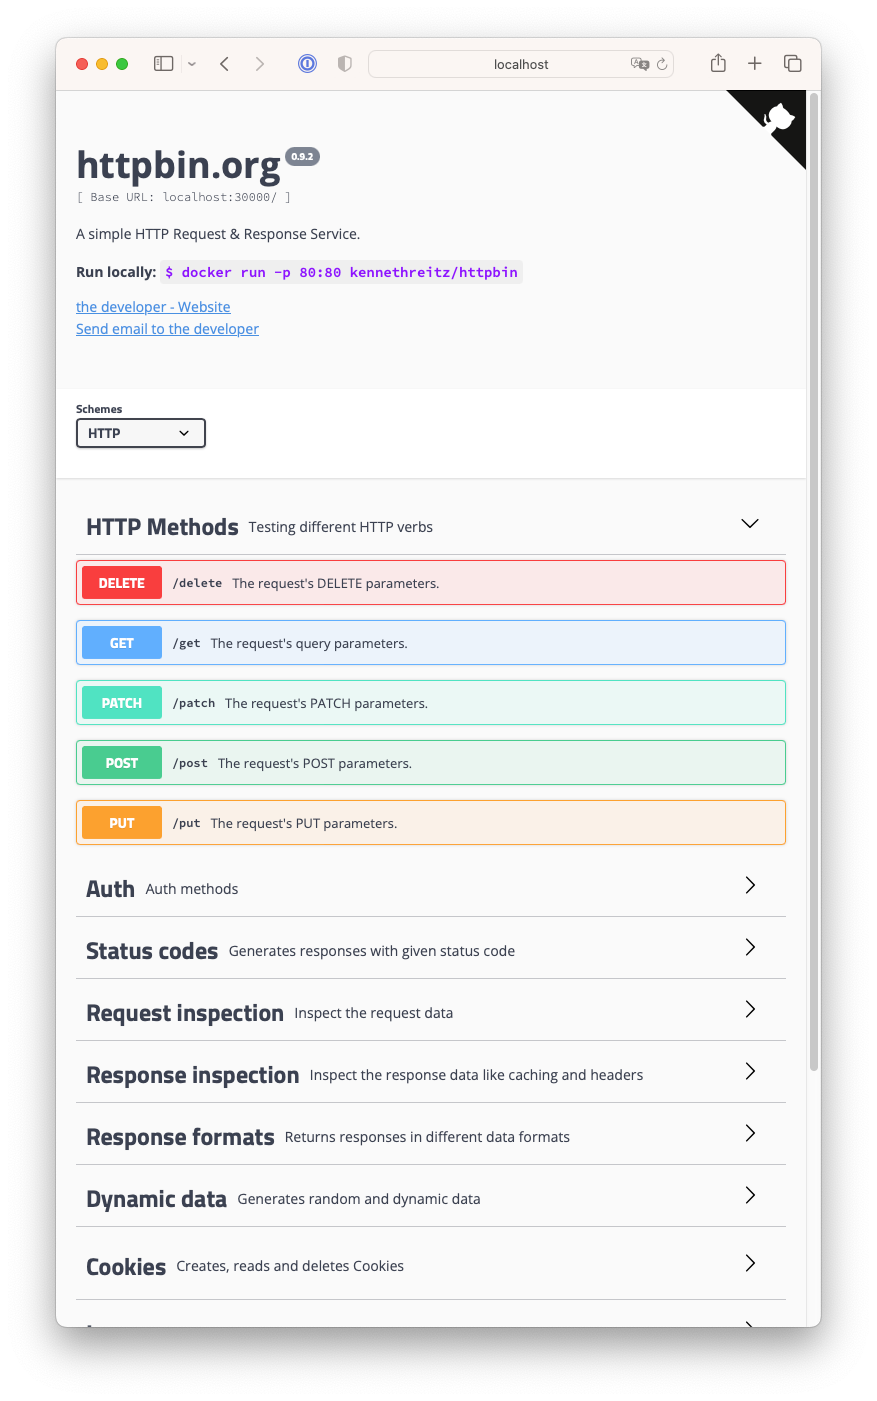 localhost
httpbin.org 0.9.2
[ Base URL: localhost:30000/ ]
A simple HTTP Request & Response Service.
Run locally: $ docker run -p 80:80 kennethreitz/httpbin
the developer - Website
Send email to the developer
Schemes
HTTP
HTTP Methods Testing different HTTP verbs
DELETE /delete The request's DELETE parameters.
GET /get The request's query parameters.
PATCH /patch The request's PATCH parameters.
POST /post The request's POST parameters.
PUT /put The request's PUT parameters.
Auth Auth methods
Status codes Generates responses with given status code
Request inspection Inspect the request data
Response inspection Inspect the response data like caching and headers
Response formats Returns responses in different data formats
Dynamic data Generates random and dynamic data
Cookies Creates, reads and deletes Cookies